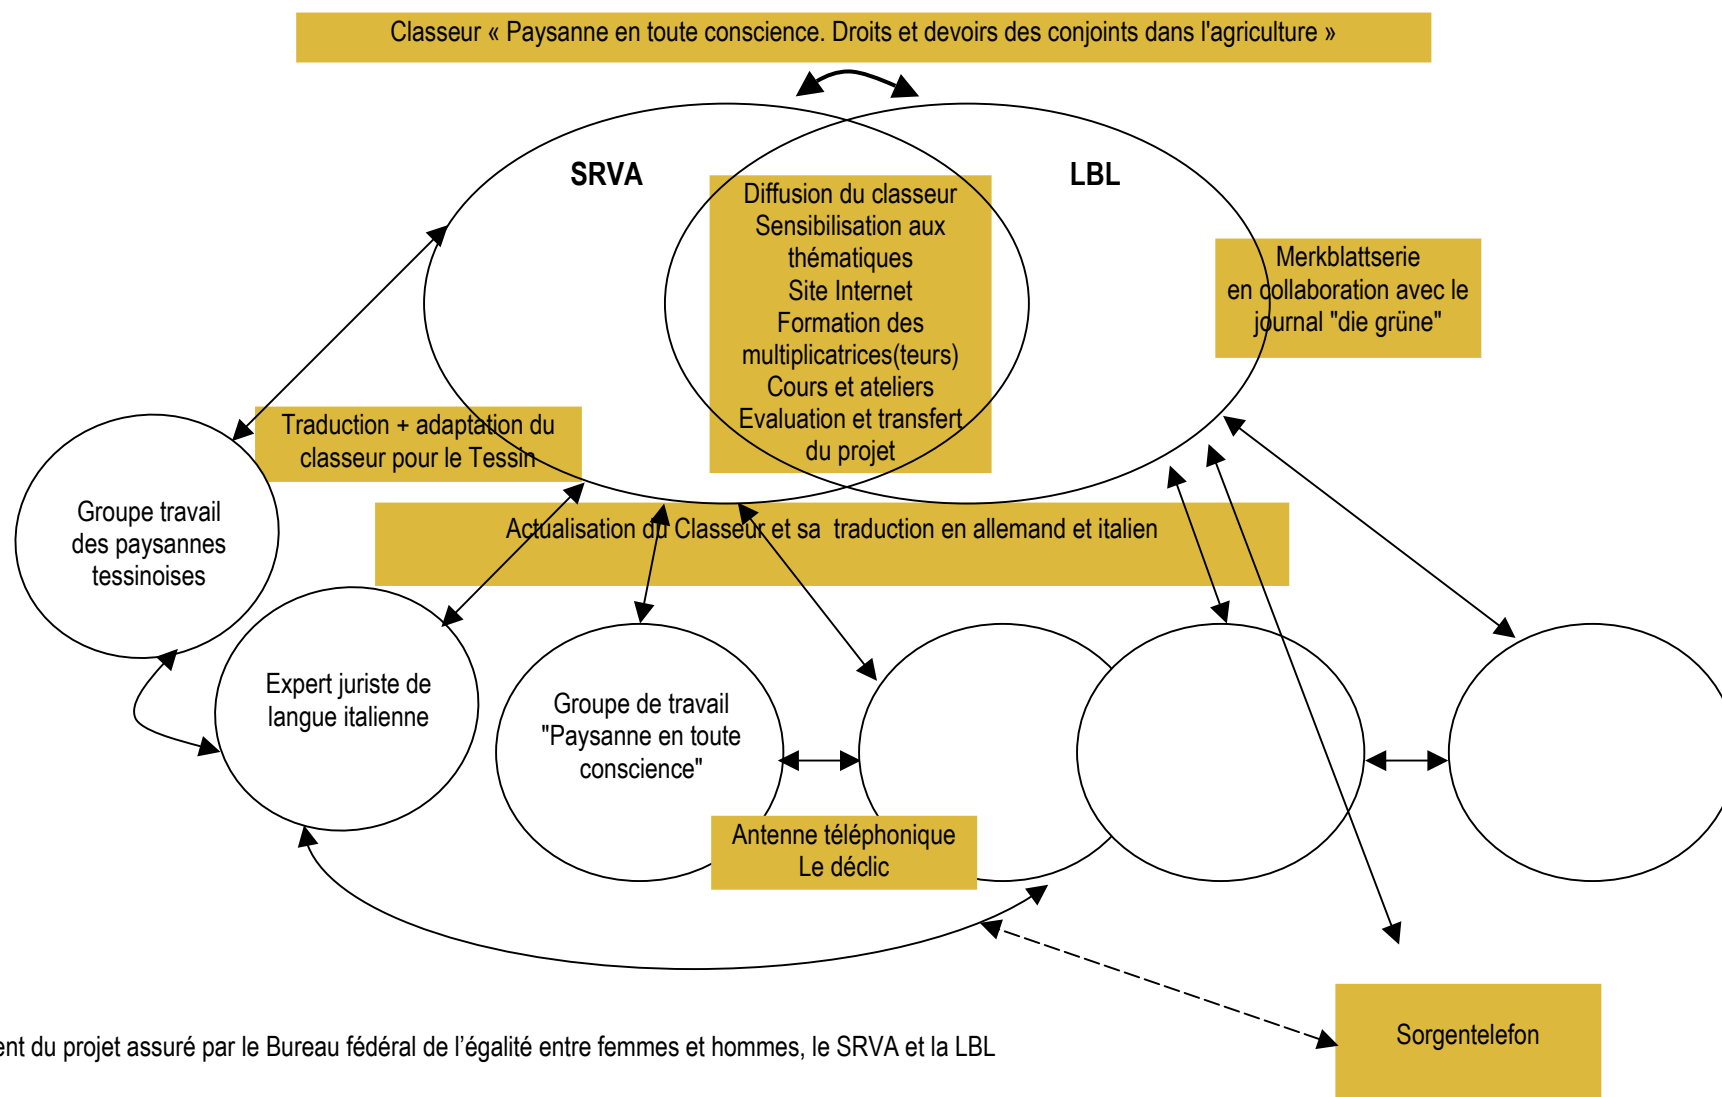 Classeur « Paysanne en toute conscience. Droits et devoirs des conjoints dans l'agriculture »
SRVA
LBL
Diffusion du classeur
Sensibilisation aux
thématiques
Site Internet
Formation des
multiplicatrices(teurs)
Cours et ateliers
Evaluation et transfert
du projet
Merkblattserie
en collaboration avec le
journal "die grüne"
Traduction + adaptation du
classeur pour le Tessin
Groupe travail
des paysannes
tessinoises
Actualisation du Classeur et sa traduction en allemand et italien
Expert juriste de
langue italienne
Groupe de travail
"Paysanne en toute
conscience"
Antenne téléphonique
Le déclic
Sorgentelefon
ent du projet assuré par le Bureau fédéral de l’égalité entre femmes et hommes, le SRVA et la LBL